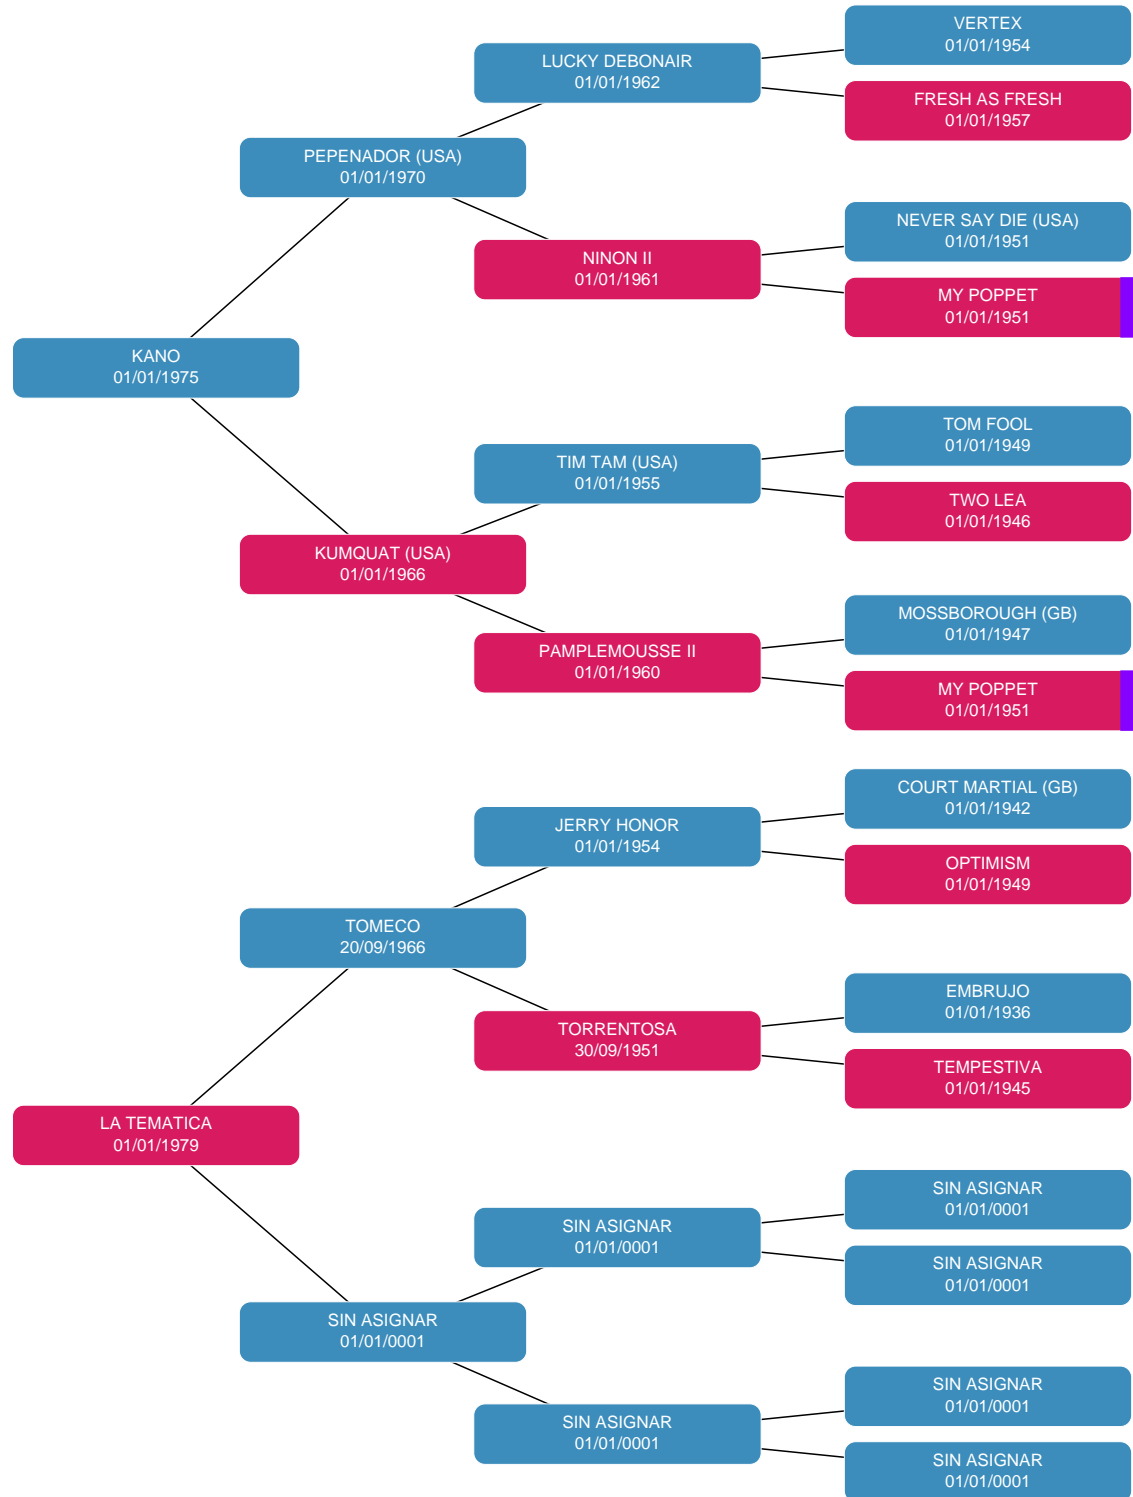 VERTEX
01/01/1954
LUCKY DEBONAIR
01/01/1962
FRESH AS FRESH
01/01/1957
PEPENADOR (USA)
01/01/1970
NEVER SAY DIE (USA)
01/01/1951
NINON II
01/01/1961
MY POPPET
01/01/1951
KANO
01/01/1975
TOM FOOL
01/01/1949
TIM TAM (USA)
01/01/1955
TWO LEA
01/01/1946
KUMQUAT (USA)
01/01/1966
MOSSBOROUGH (GB)
01/01/1947
PAMPLEMOUSSE II
01/01/1960
MY POPPET
01/01/1951
COURT MARTIAL (GB)
01/01/1942
JERRY HONOR
01/01/1954
OPTIMISM
01/01/1949
TOMECO
20/09/1966
EMBRUJO
01/01/1936
TORRENTOSA
30/09/1951
TEMPESTIVA
01/01/1945
LA TEMATICA
01/01/1979
SIN ASIGNAR
01/01/0001
SIN ASIGNAR
01/01/0001
SIN ASIGNAR
01/01/0001
SIN ASIGNAR
01/01/0001
SIN ASIGNAR
01/01/0001
SIN ASIGNAR
01/01/0001
SIN ASIGNAR
01/01/0001